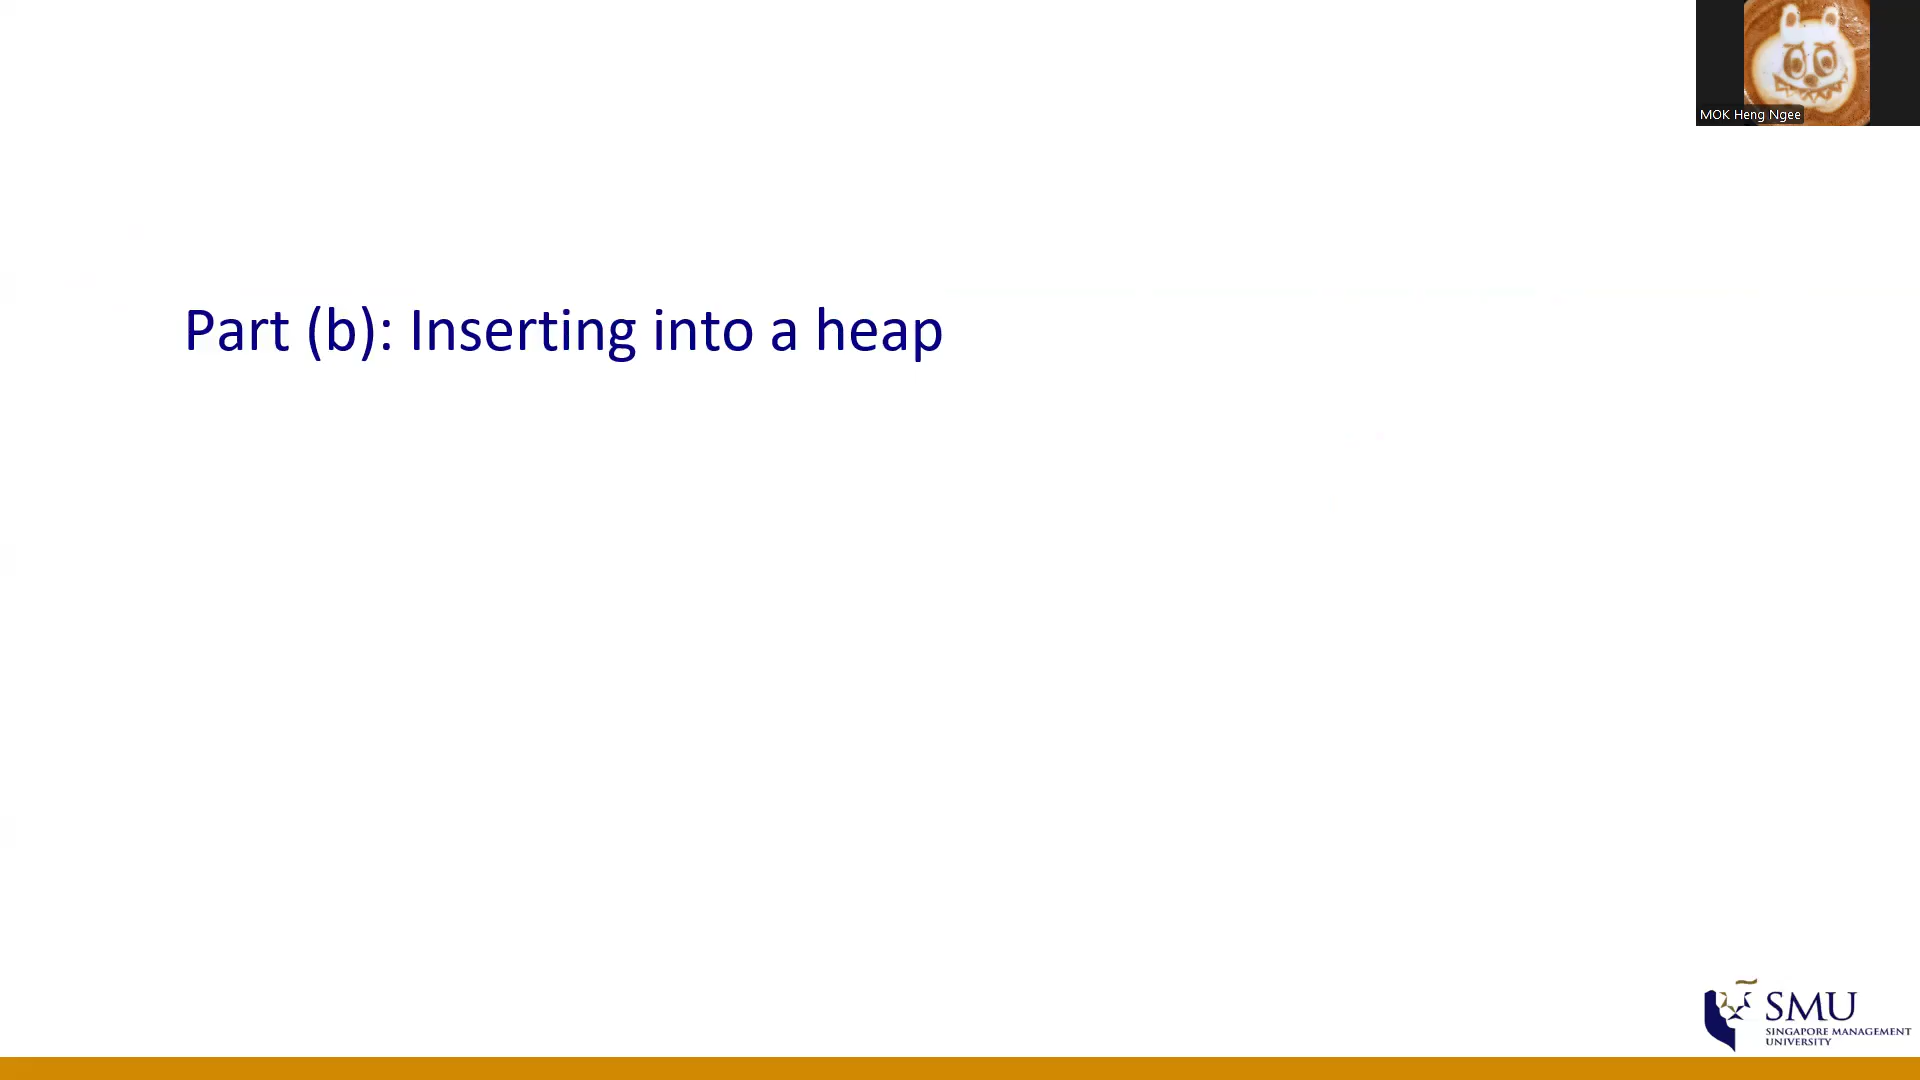 MOK Heng Ngee
Part (b): Inserting into a heap
SMU
SINGAPORE MANAGEMENT
UNIVERSITY